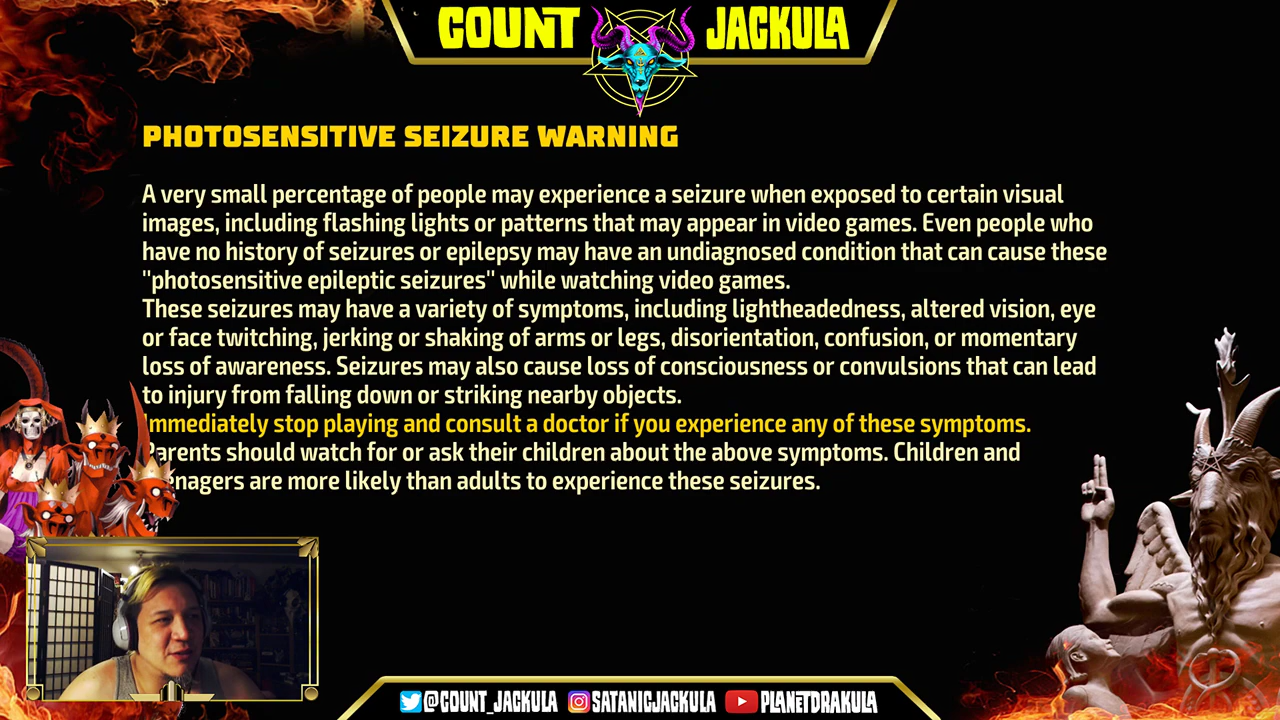 COUNT JACKULA
PHOTOSENSITIVE SEIZURE WARNING
A very small percentage of people may experience a seizure when exposed to certain visual
images, including flashing lights or patterns that may appear in video games. Even people who
have no history of seizures or epilepsy may have an undiagnosed condition that can cause these
"photosensitive epileptic seizures" while watching video games.
These seizures may have a variety of symptoms, including lightheadedness, altered vision, eye
or face twitching, jerking or shaking of arms or legs, disorientation, confusion, or momentary
loss of awareness. Seizures may also cause loss of consciousness or convulsions that can lead
to injury from falling down or striking nearby objects.
Immediately stop playing and consult a doctor if you experience any of these symptoms.
Parents should watch for or ask their children about the above symptoms. Children and
teenagers are more likely than adults to experience these seizures.
@COUNT_JACKULA SATANICJACKULA PLANETDRAKULA